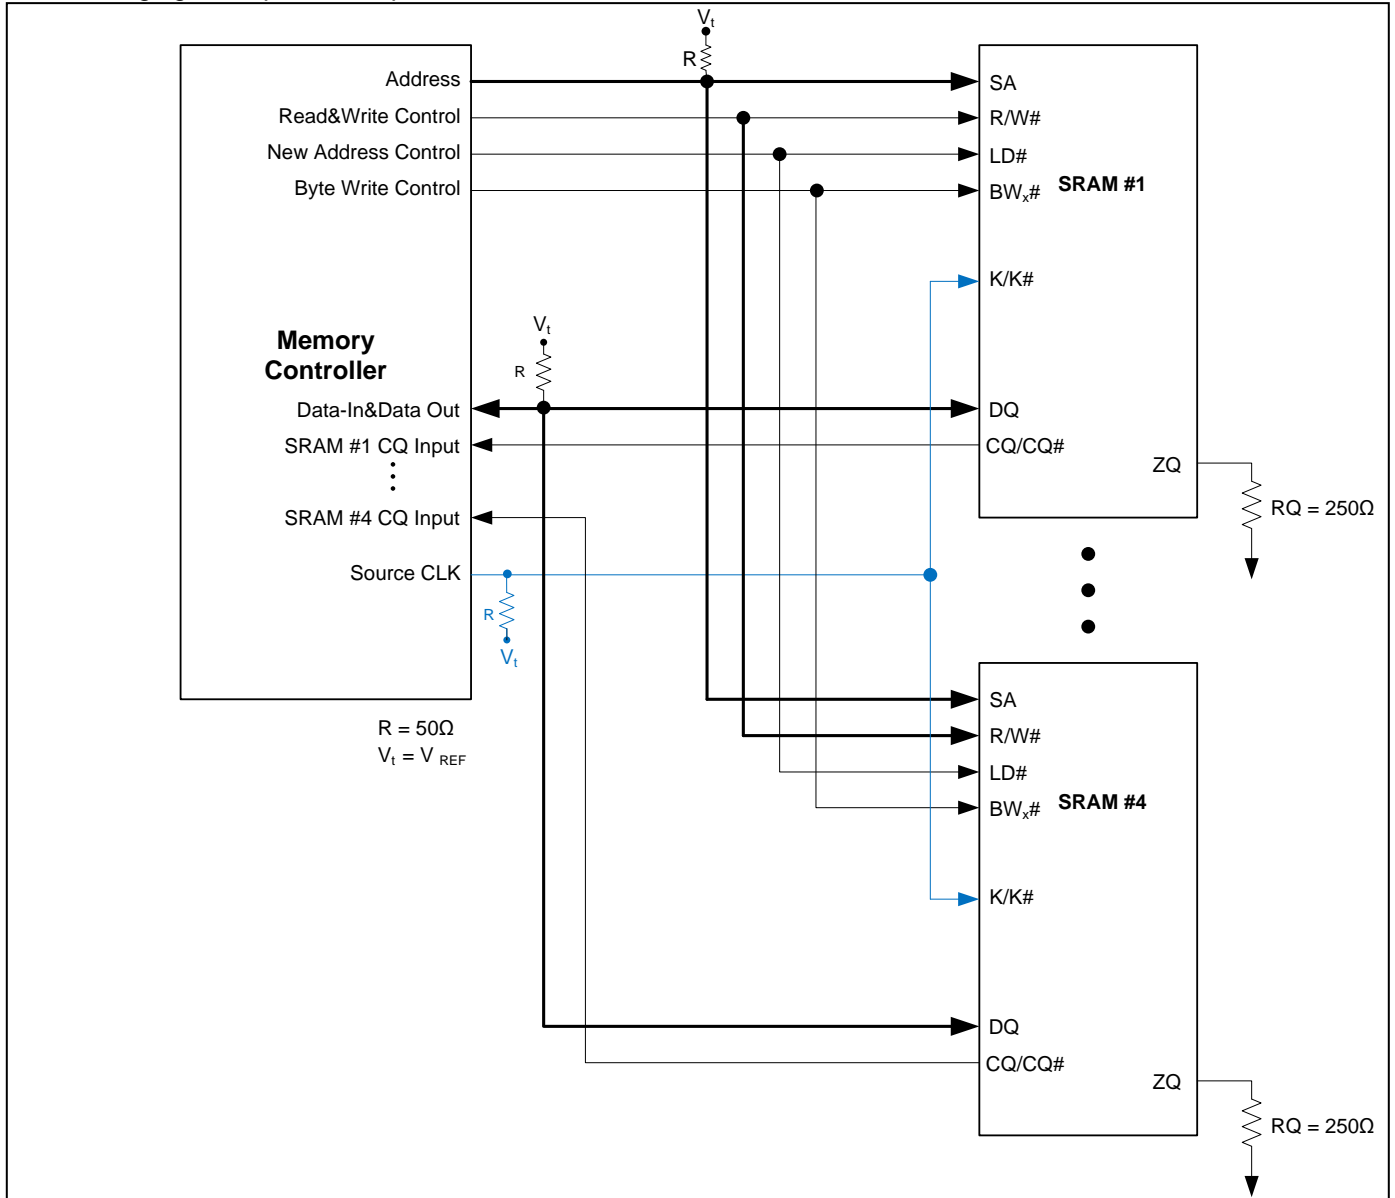 Vt
R
Address
Read&Write Control
New Address Control
Byte Write Control
SA
R/W#
LD#
BWx#
SRAM #1
K/K#
Vt
R
Memory
Controller
Data-In&Data Out
DQ
SRAM #1 CQ Input
CQ/CQ#
ZQ
RQ = 250Ω
SRAM #4 CQ Input
Source CLK
R
Vt
R = 50Ω
Vt = V REF
SA
R/W#
LD#
BWx#
SRAM #4
K/K#
DQ
CQ/CQ#
ZQ
RQ = 250Ω